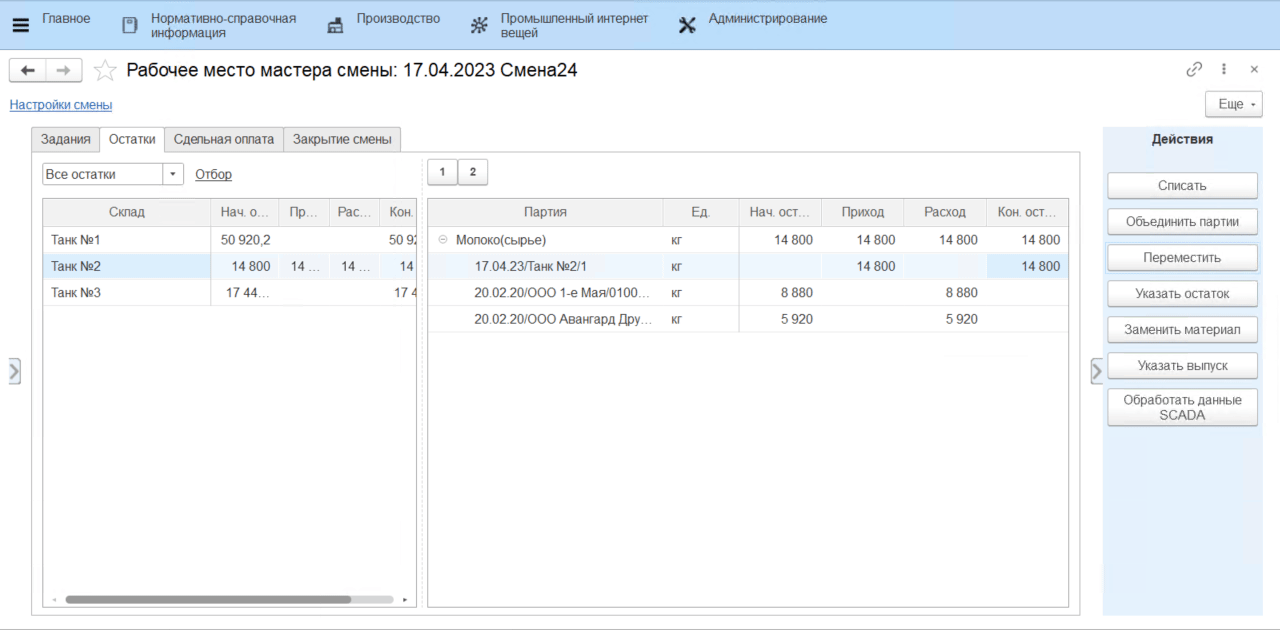 Главное
Нормативно-справочная
информация
Производство
Промышленный интернет
вещей
Администрирование
Рабочее место мастера смены: 17.04.2023 Смена24
Настройки смены
Еще
Задания Остатки Сдельная оплата Закрытие смены
Все остатки Отбор
Склад Нач. о... Пр... Рас... Кон.
Танк №1 50 920,2 50 92
Танк №2 14 800 14 ... 14 ... 14
Танк №3 17 44... 17 4
1 2
Партия Ед. Нач. ост... Приход Расход Кон. ост...
Молоко(сырье) кг 14 800 14 800 14 800 14 800
17.04.23/Танк №2/1 кг 14 800 14 800
20.02.20/ООО 1-е Мая/0100... кг 8 880 8 880
20.02.20/ООО Авангард Дру... кг 5 920 5 920
Действия
Списать
Объединить партии
Переместить
Указать остаток
Заменить материал
Указать выпуск
Обработать данные
SCADA